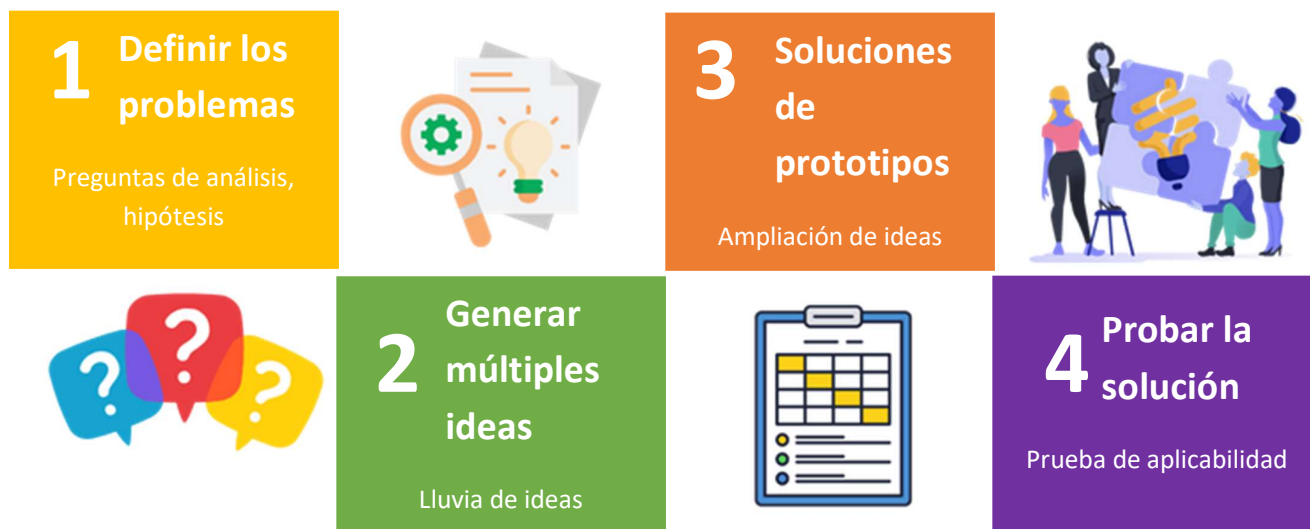 1
Definir los
problemas
Preguntas de análisis,
hipótesis
2
Generar
múltiples
ideas
Lluvia de ideas
3
Soluciones
de
prototipos
Ampliación de ideas
4
Probar la
solución
Prueba de aplicabilidad
? ? ?